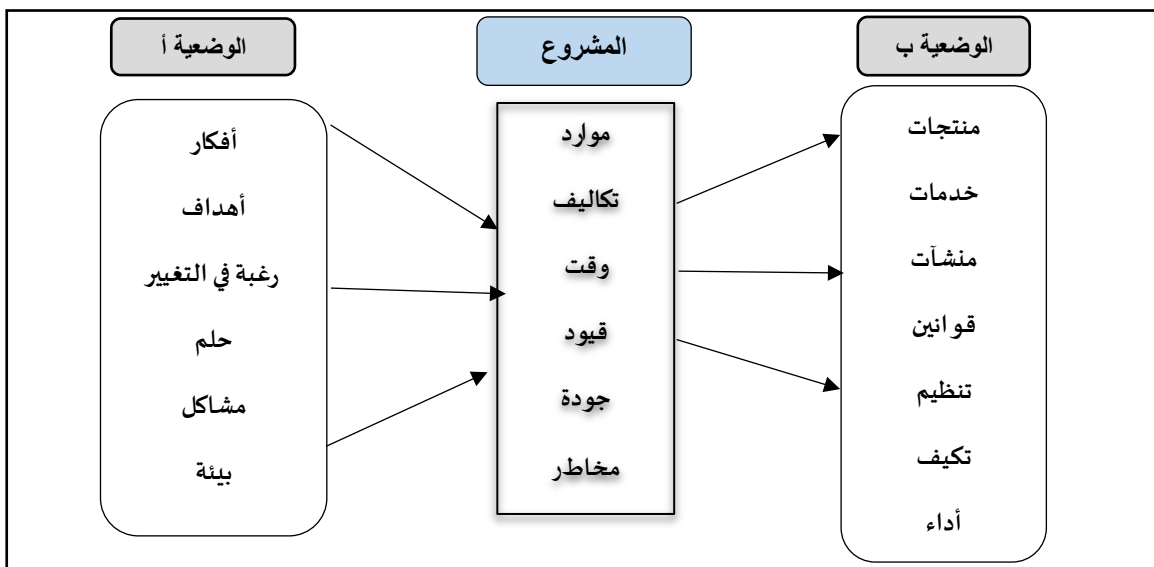 الوضعية أ
المشروع
الوضعية ب
أفكار
أهداف
رغبة في التغيير
حلم
مشاكل
بيئة
موارد
تكاليف
وقت
قيود
جودة
مخاطر
منتجات
خدمات
منشآت
قوانين
تنظيم
تكيف
أداء